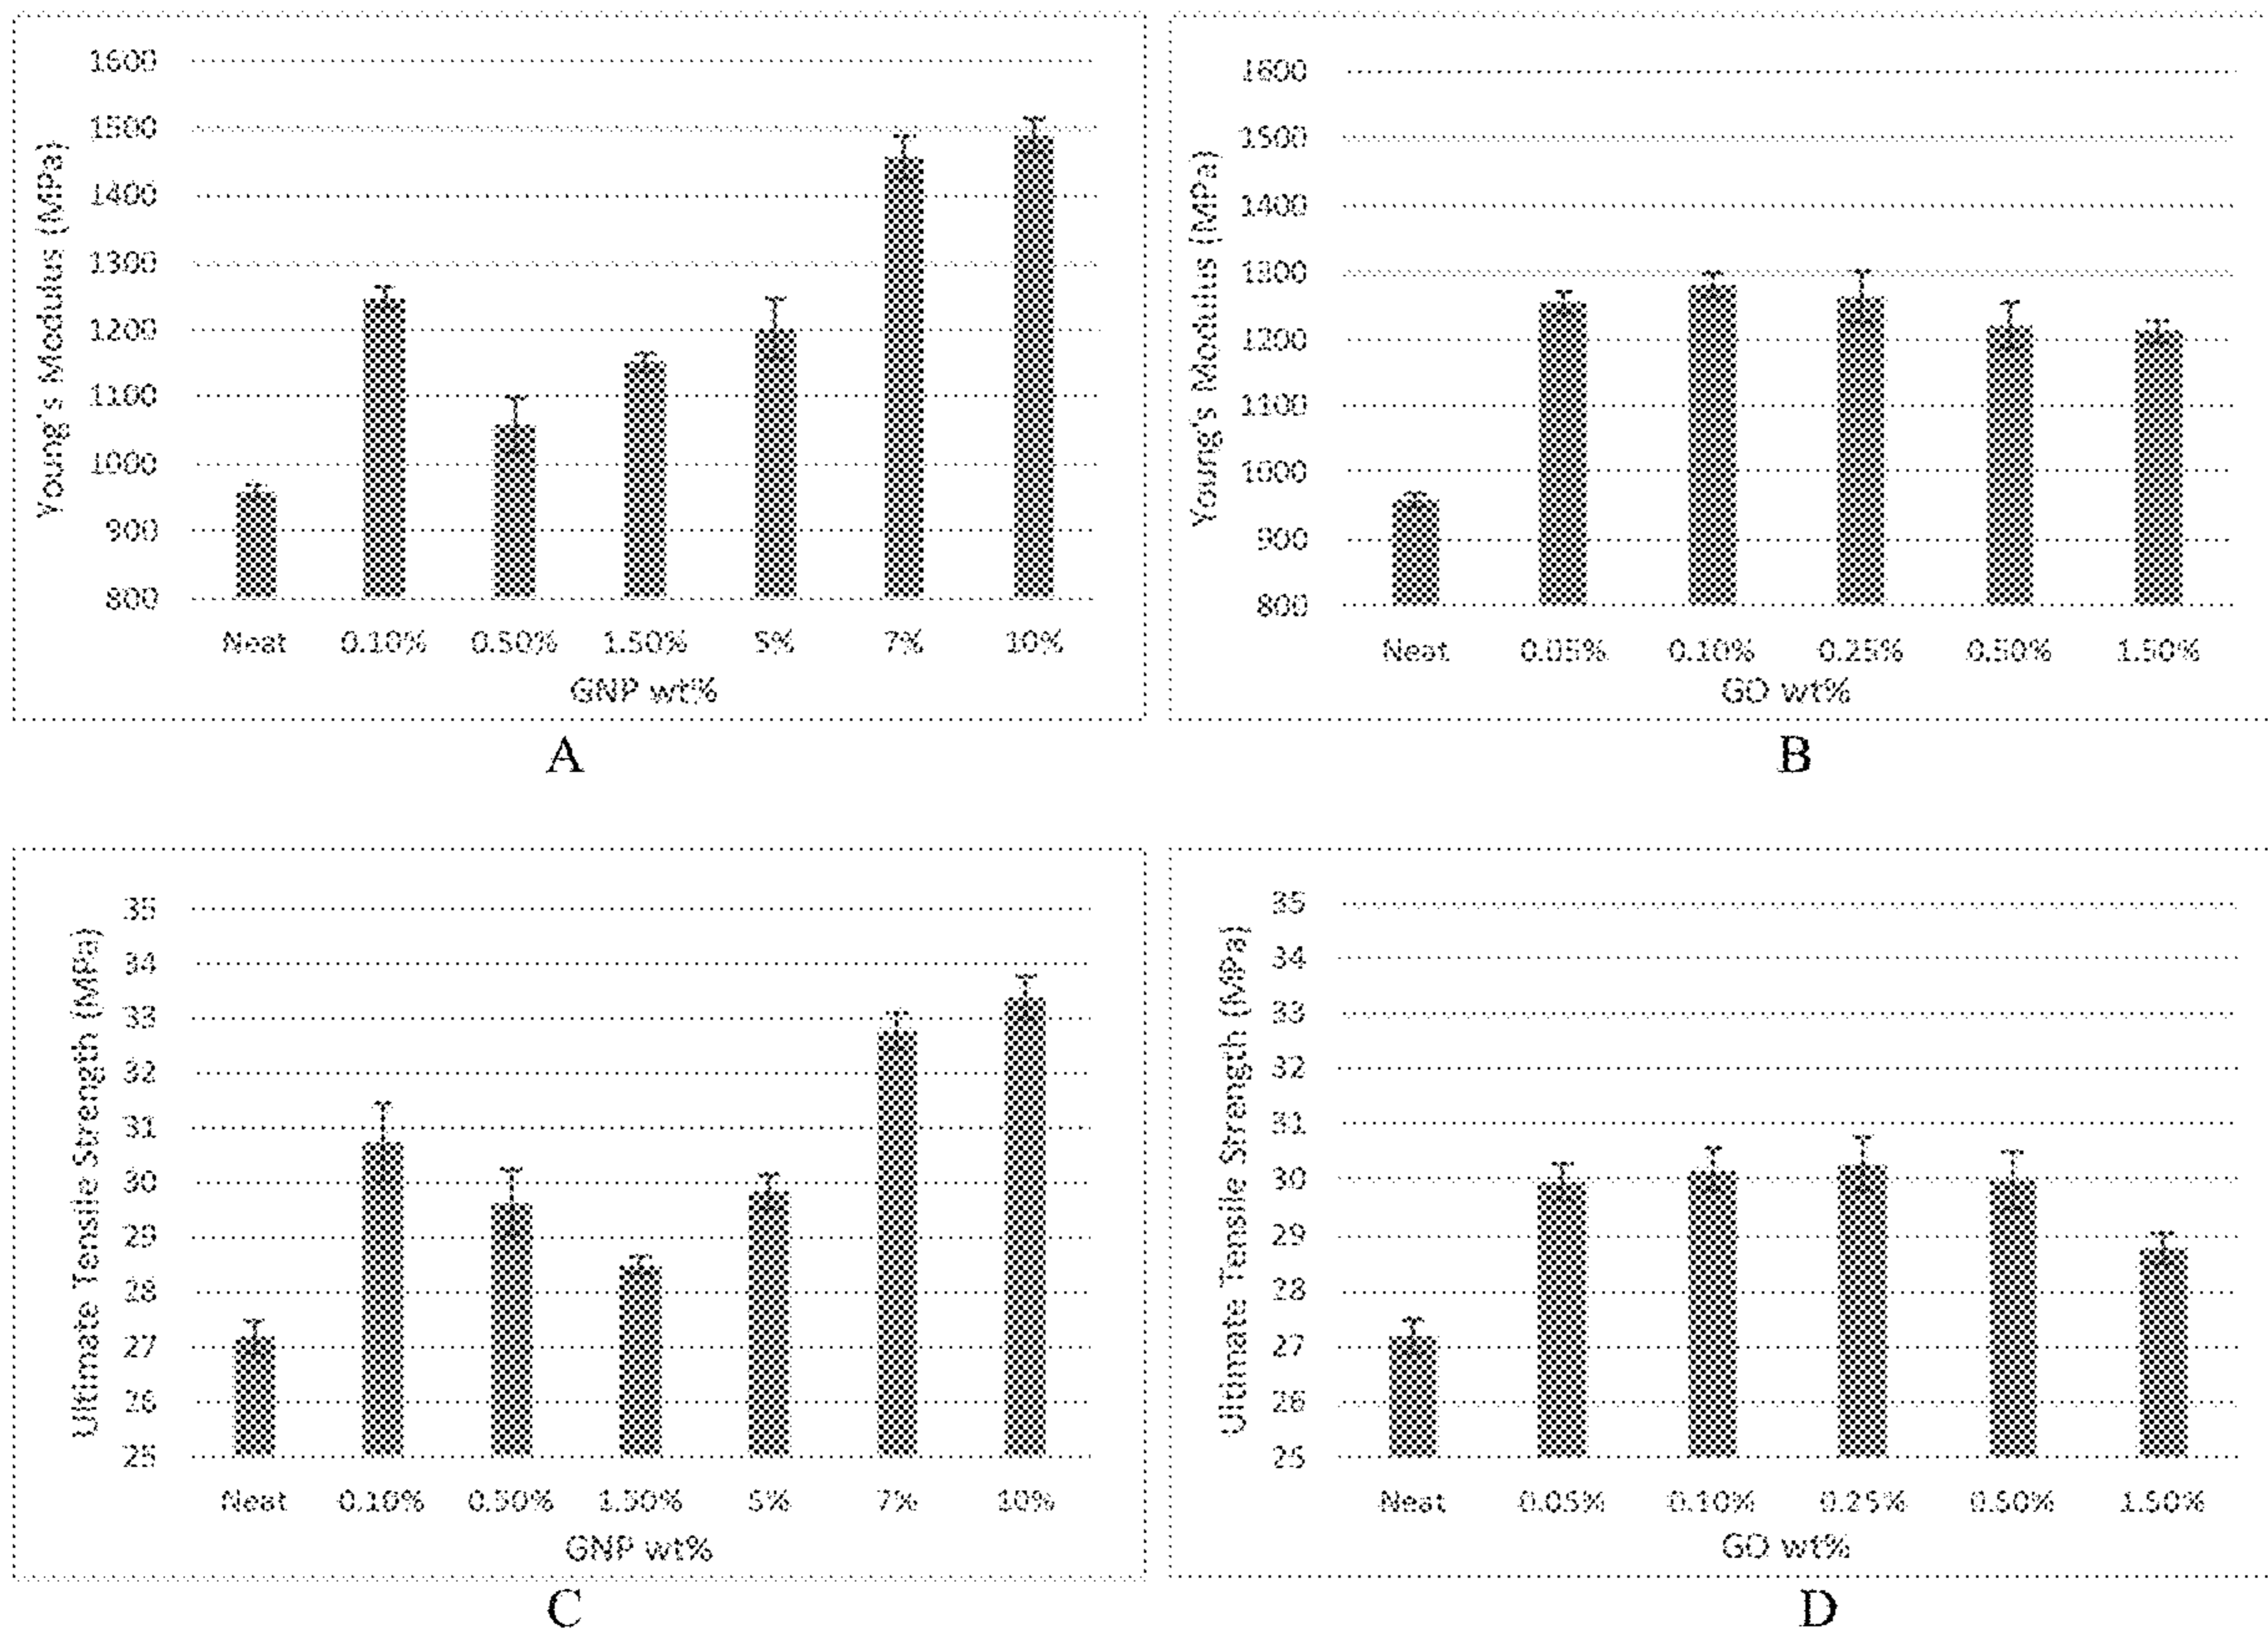 Young's Modulus (MPa)
1600
1500
1400
1300
1200
1100
1000
900
800
Neat 0.10% 0.50% 1.50% 5% 7% 10%
GNP wt%
A
Young's Modulus (MPa)
1600
1500
1400
1300
1200
1100
1000
900
800
Neat 0.05% 0.10% 0.25% 0.50% 1.50%
GO wt%
B
Ultimate Tensile Strength (MPa)
35
34
33
32
31
30
29
28
27
26
25
Neat 0.10% 0.50% 1.50% 5% 7% 10%
GNP wt%
C
Ultimate Tensile Strength (MPa)
35
34
33
32
31
30
29
28
27
26
25
Neat 0.05% 0.10% 0.25% 0.50% 1.50%
GO wt%
D